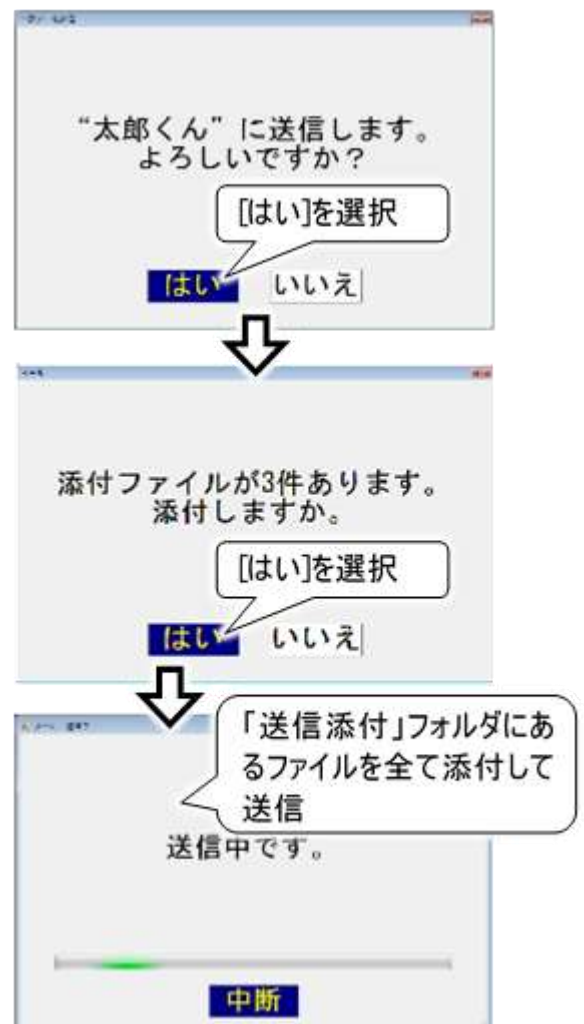 “太郎くん”に送信します。
よろしいですか？
[はい]を選択
はい いいえ
添付ファイルが3件あります。
添付しますか。
[はい]を選択
はい いいえ
「送信添付」フォルダにあ
るファイルを全て添付して
送信
送信中です。
中断